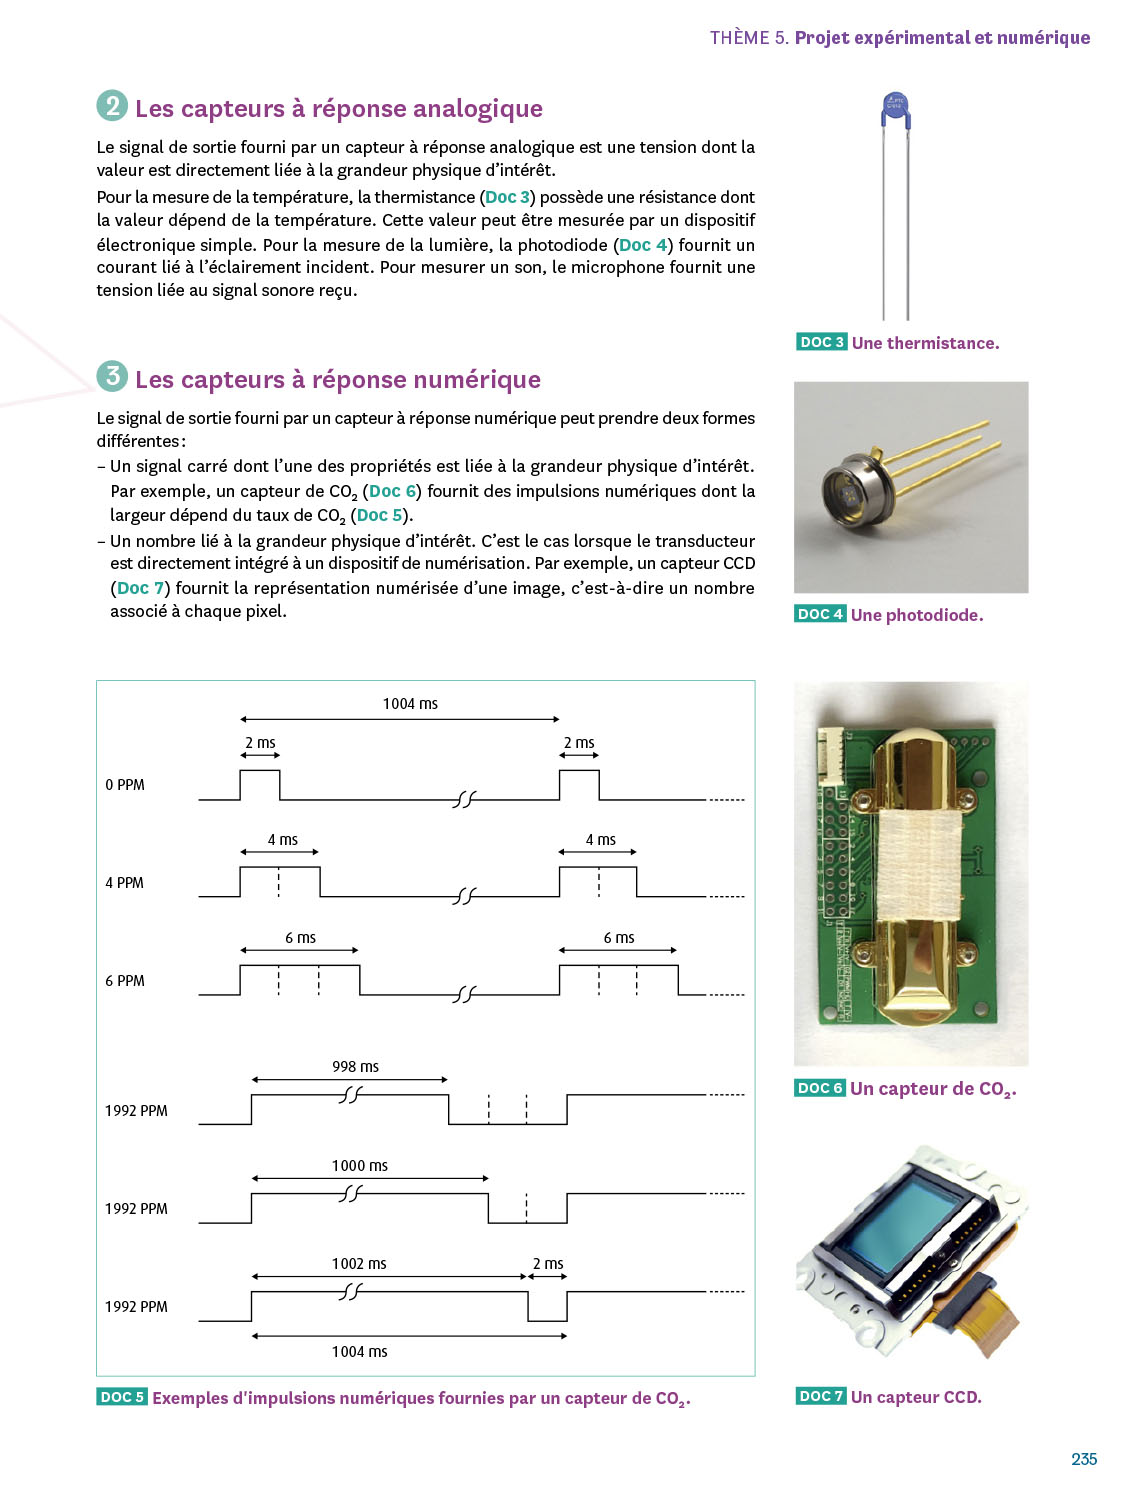 THÈME 5. Projet expérimental et numérique
2 Les capteurs à réponse analogique
Le signal de sortie fourni par un capteur à réponse analogique est une tension dont la
valeur est directement liée à la grandeur physique d’intérêt.
Pour la mesure de la température, la thermistance (Doc 3) possède une résistance dont
la valeur dépend de la température. Cette valeur peut être mesurée par un dispositif
électronique simple. Pour la mesure de la lumière, la photodiode (Doc 4) fournit un
courant lié à l’éclairement incident. Pour mesurer un son, le microphone fournit une
tension liée au signal sonore reçu.
DOC 3 Une thermistance.
3 Les capteurs à réponse numérique
Le signal de sortie fourni par un capteur à réponse numérique peut prendre deux formes
différentes :
– Un signal carré dont l’une des propriétés est liée à la grandeur physique d’intérêt.
Par exemple, un capteur de CO₂ (Doc 6) fournit des impulsions numériques dont la
largeur dépend du taux de CO₂ (Doc 5).
– Un nombre lié à la grandeur physique d’intérêt. C’est le cas lorsque le transducteur
est directement intégré à un dispositif de numérisation. Par exemple, un capteur CCD
(Doc 7) fournit la représentation numérisée d’une image, c’est-à-dire un nombre
associé à chaque pixel.
DOC 4 Une photodiode.
1004 ms
2 ms 2 ms
0 PPM
4 ms 4 ms
4 PPM
6 ms 6 ms
6 PPM
998 ms
1992 PPM
1000 ms
1992 PPM
1002 ms 2 ms
1992 PPM
1004 ms
DOC 5 Exemples d'impulsions numériques fournies par un capteur de CO₂.
DOC 6 Un capteur de CO₂.
DOC 7 Un capteur CCD.
235